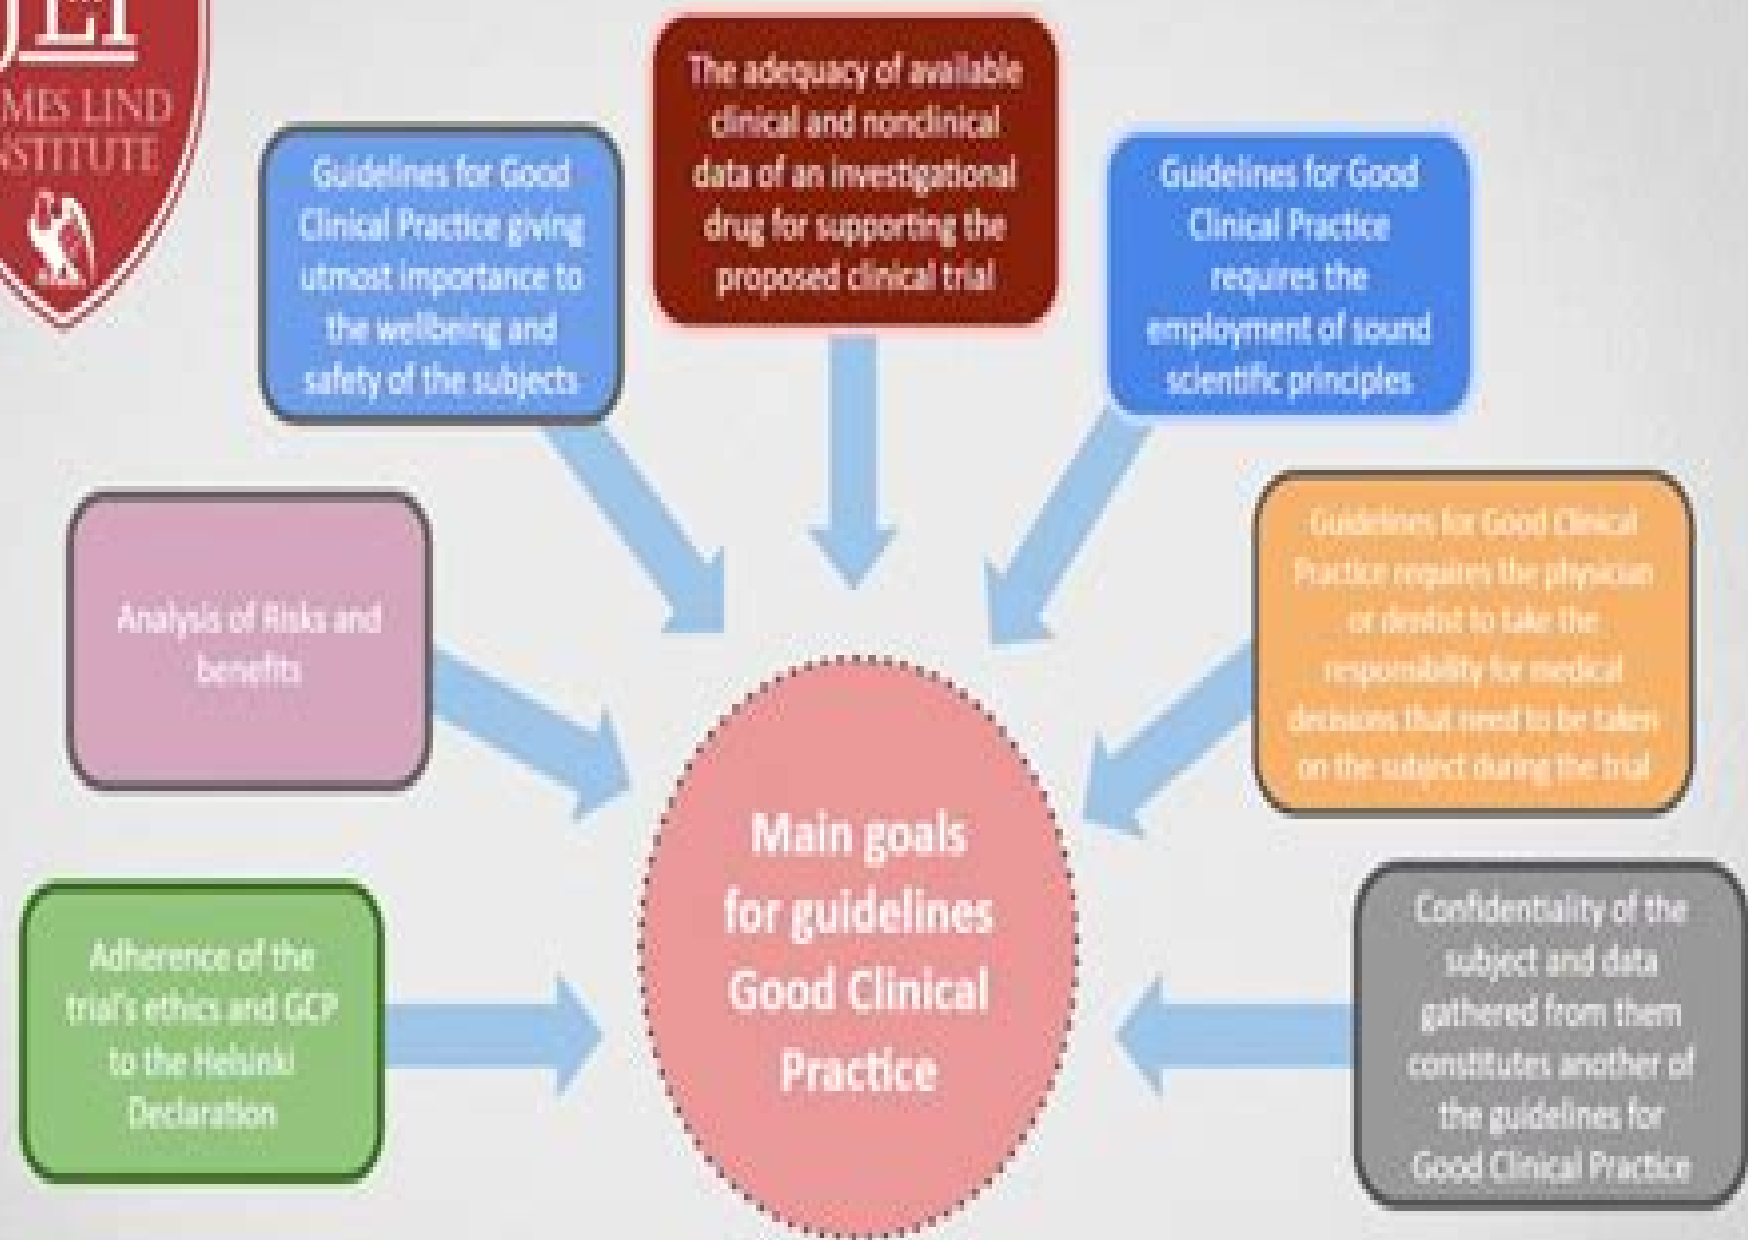 JLI
MES LIND
NSTITUTE
The adequacy of available
clinical and nonclinical
data of an investigational
drug for supporting the
proposed clinical trial
Guidelines for Good
Clinical Practice giving
utmost importance to
the wellbeing and
safety of the subjects
Guidelines for Good
Clinical Practice
requires the
employment of sound
scientific principles
Analysis of Risks and
benefits
Guidelines for Good Clinical
Practice requires the physician
or dentist to take the
responsibility for medical
decisions that need to be taken
on the subject during the trial
Adherence of the
trial's ethics and GCP
to the Helsinki
Declaration
Main goals
for guidelines
Good Clinical
Practice
Confidentiality of the
subject and data
gathered from them
constitutes another of
the guidelines for
Good Clinical Practice